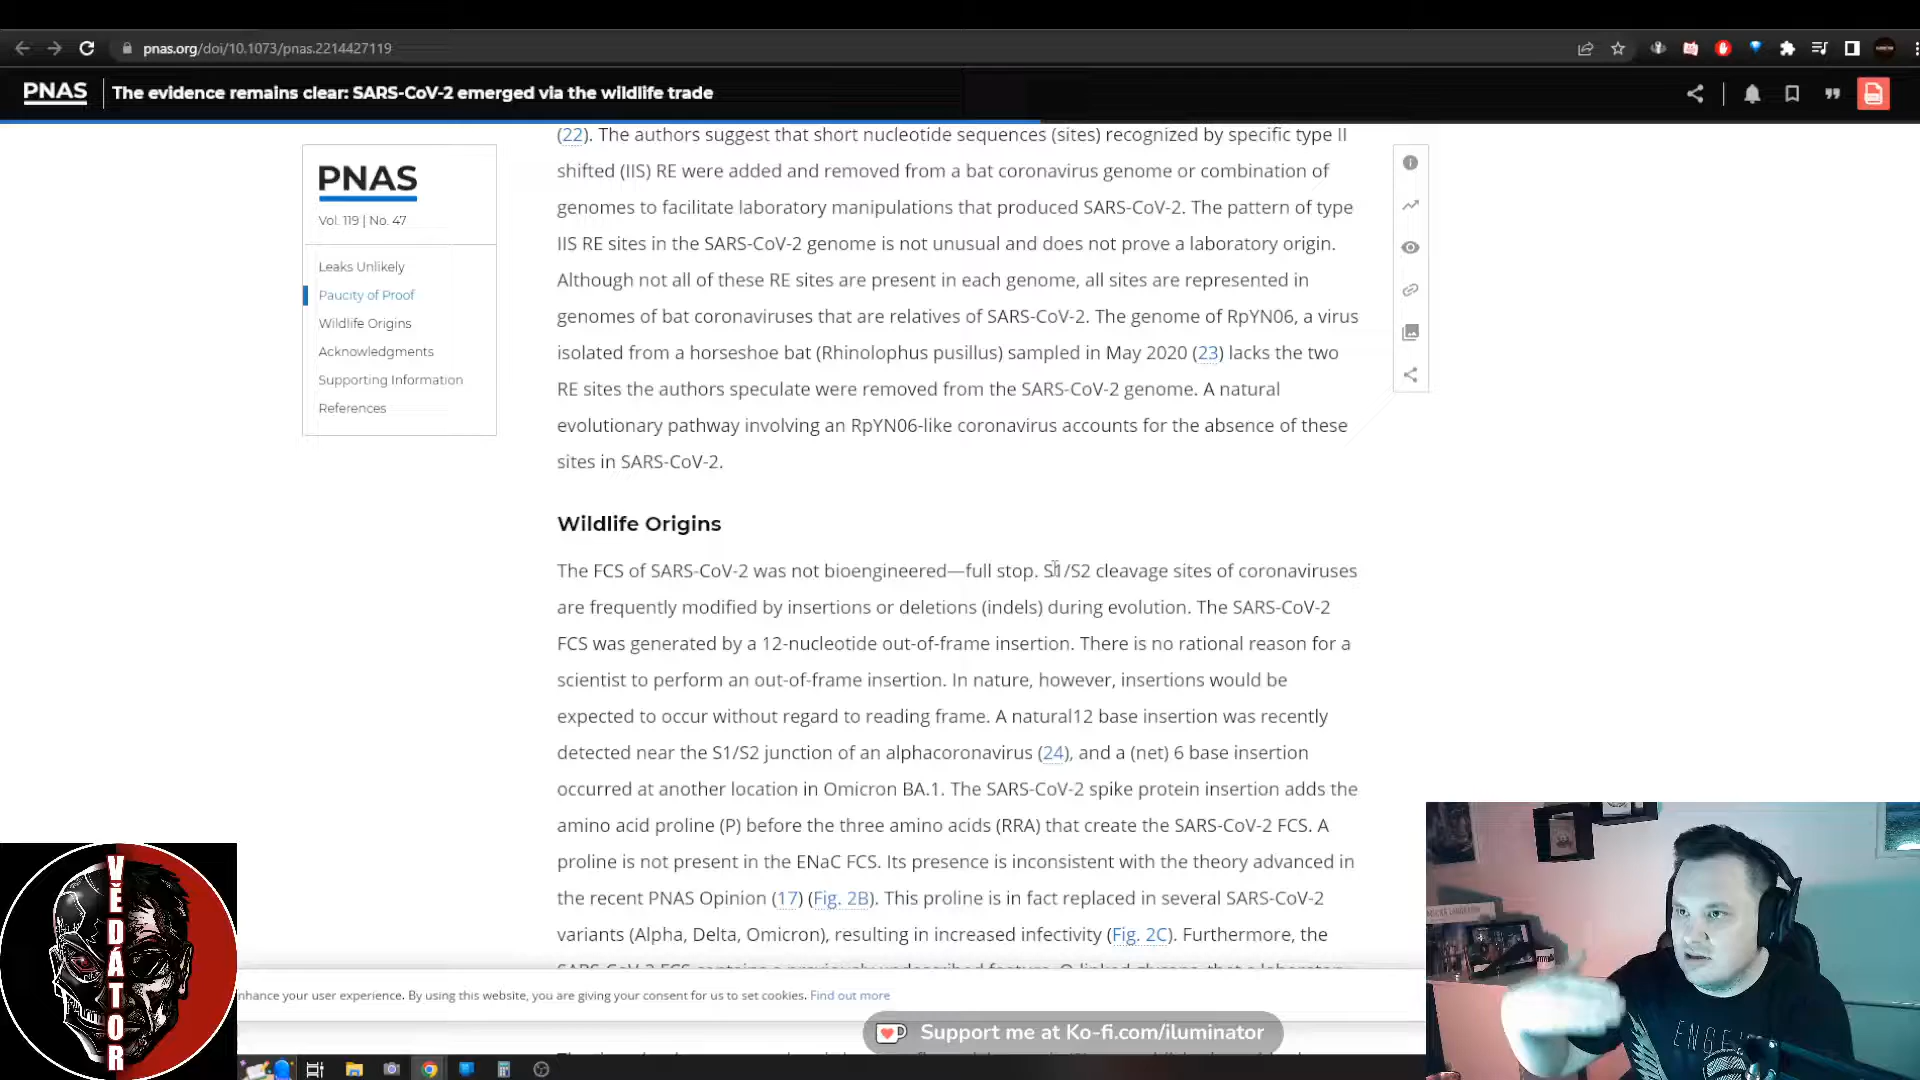 pnas.org/doi/10.1073/pnas.2214427119
PNAS
The evidence remains clear: SARS-CoV-2 emerged via the wildlife trade
PNAS
Vol. 119 | No. 47
Leaks Unlikely
Paucity of Proof
Wildlife Origins
Acknowledgments
Supporting Information
References
(22). The authors suggest that short nucleotide sequences (sites) recognized by specific type II
shifted (IIS) RE were added and removed from a bat coronavirus genome or combination of
genomes to facilitate laboratory manipulations that produced SARS-CoV-2. The pattern of type
IIS RE sites in the SARS-CoV-2 genome is not unusual and does not prove a laboratory origin.
Although not all of these RE sites are present in each genome, all sites are represented in
genomes of bat coronaviruses that are relatives of SARS-CoV-2. The genome of RpYN06, a virus
isolated from a horseshoe bat (Rhinolophus pusillus) sampled in May 2020 (23) lacks the two
RE sites the authors speculate were removed from the SARS-CoV-2 genome. A natural
evolutionary pathway involving an RpYN06-like coronavirus accounts for the absence of these
sites in SARS-CoV-2.
Wildlife Origins
The FCS of SARS-CoV-2 was not bioengineered—full stop. S1/S2 cleavage sites of coronaviruses
are frequently modified by insertions or deletions (indels) during evolution. The SARS-CoV-2
FCS was generated by a 12-nucleotide out-of-frame insertion. There is no rational reason for a
scientist to perform an out-of-frame insertion. In nature, however, insertions would be
expected to occur without regard to reading frame. A natural12 base insertion was recently
detected near the S1/S2 junction of an alphacoronavirus (24), and a (net) 6 base insertion
occurred at another location in Omicron BA.1. The SARS-CoV-2 spike protein insertion adds the
amino acid proline (P) before the three amino acids (RRA) that create the SARS-CoV-2 FCS. A
proline is not present in the ENaC FCS. Its presence is inconsistent with the theory advanced in
the recent PNAS Opinion (17) (Fig. 2B). This proline is in fact replaced in several SARS-CoV-2
variants (Alpha, Delta, Omicron), resulting in increased infectivity (Fig. 2C). Furthermore, the
nhance your user experience. By using this website, you are giving your consent for us to set cookies. Find out more
Support me at Ko-fi.com/iluminator
VĚDÁTOR